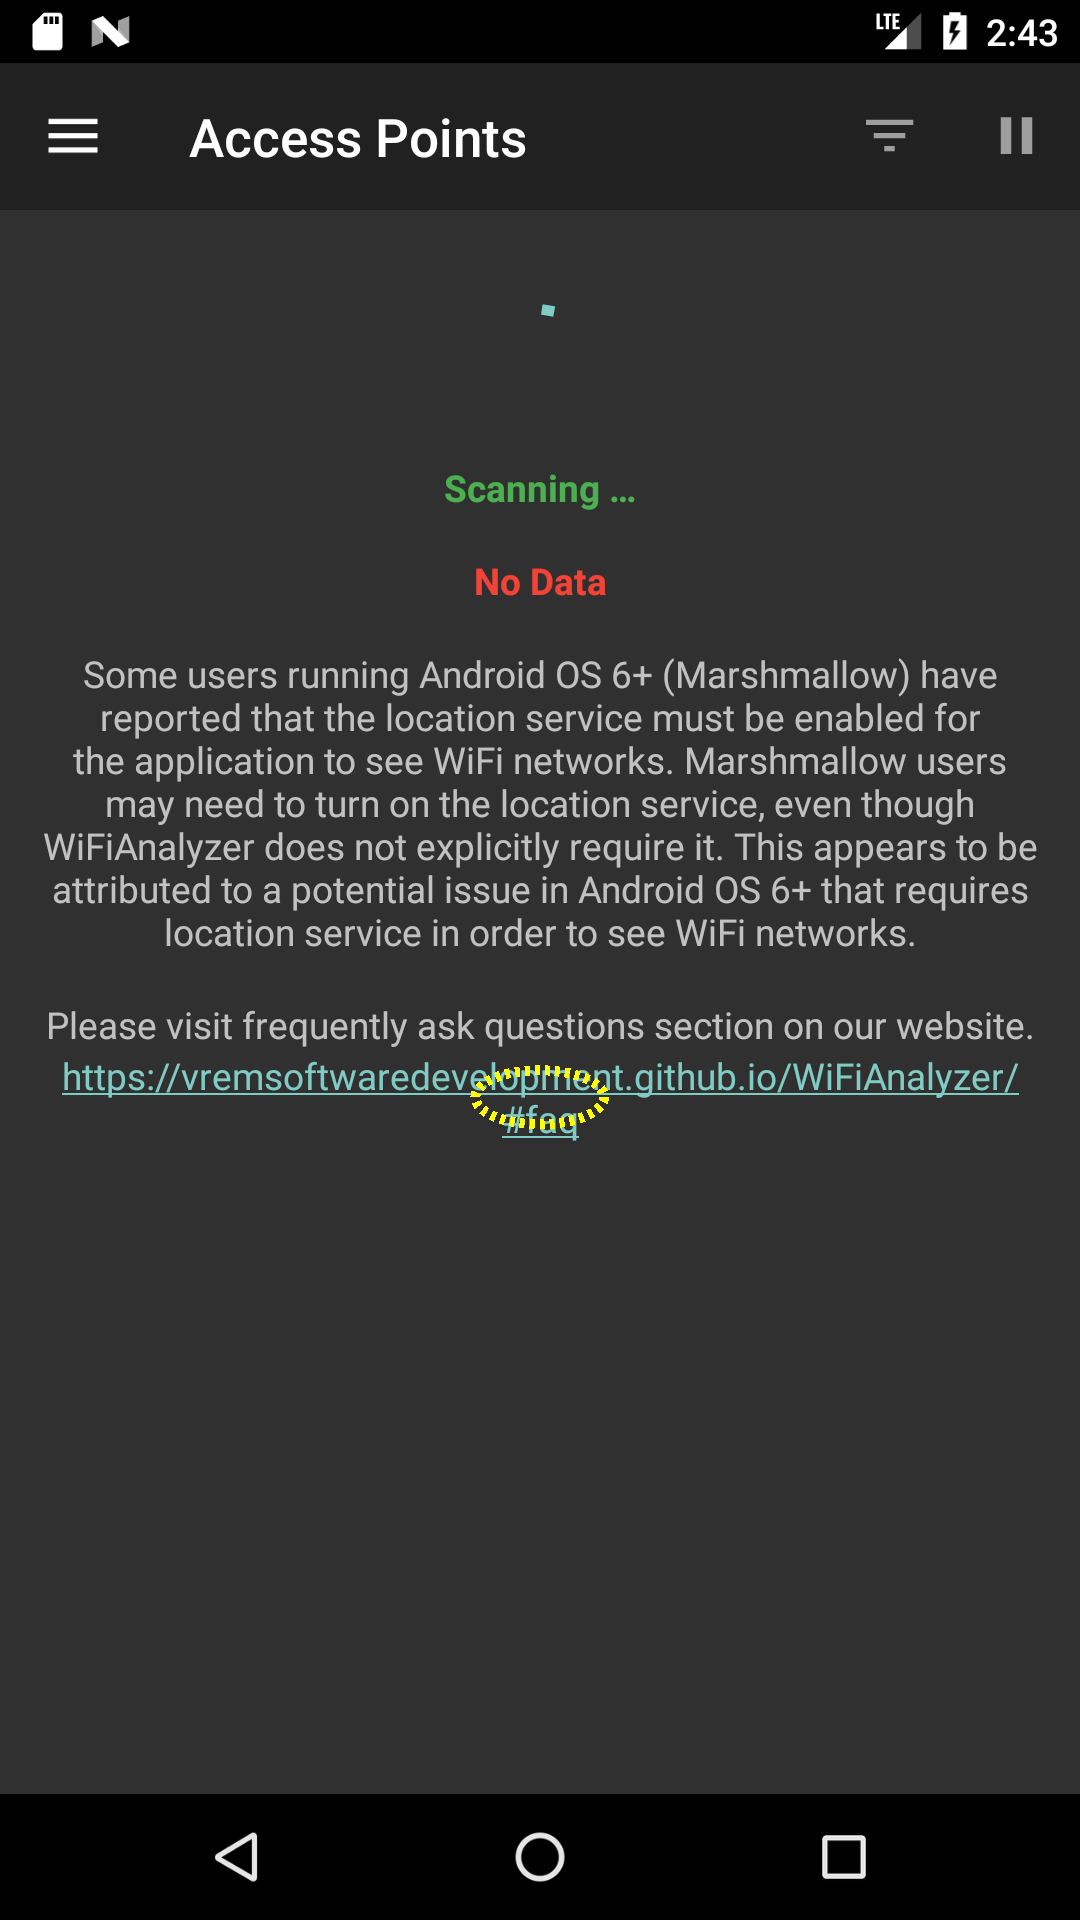 LTE 2:43
Access Points
Scanning ...
No Data
Some users running Android OS 6+ (Marshmallow) have
reported that the location service must be enabled for
the application to see WiFi networks. Marshmallow users
may need to turn on the location service, even though
WiFiAnalyzer does not explicitly require it. This appears to be
attributed to a potential issue in Android OS 6+ that requires
location service in order to see WiFi networks.
Please visit frequently ask questions section on our website.
https://vremsoftwaredevelopment.github.io/WiFiAnalyzer/
#faq